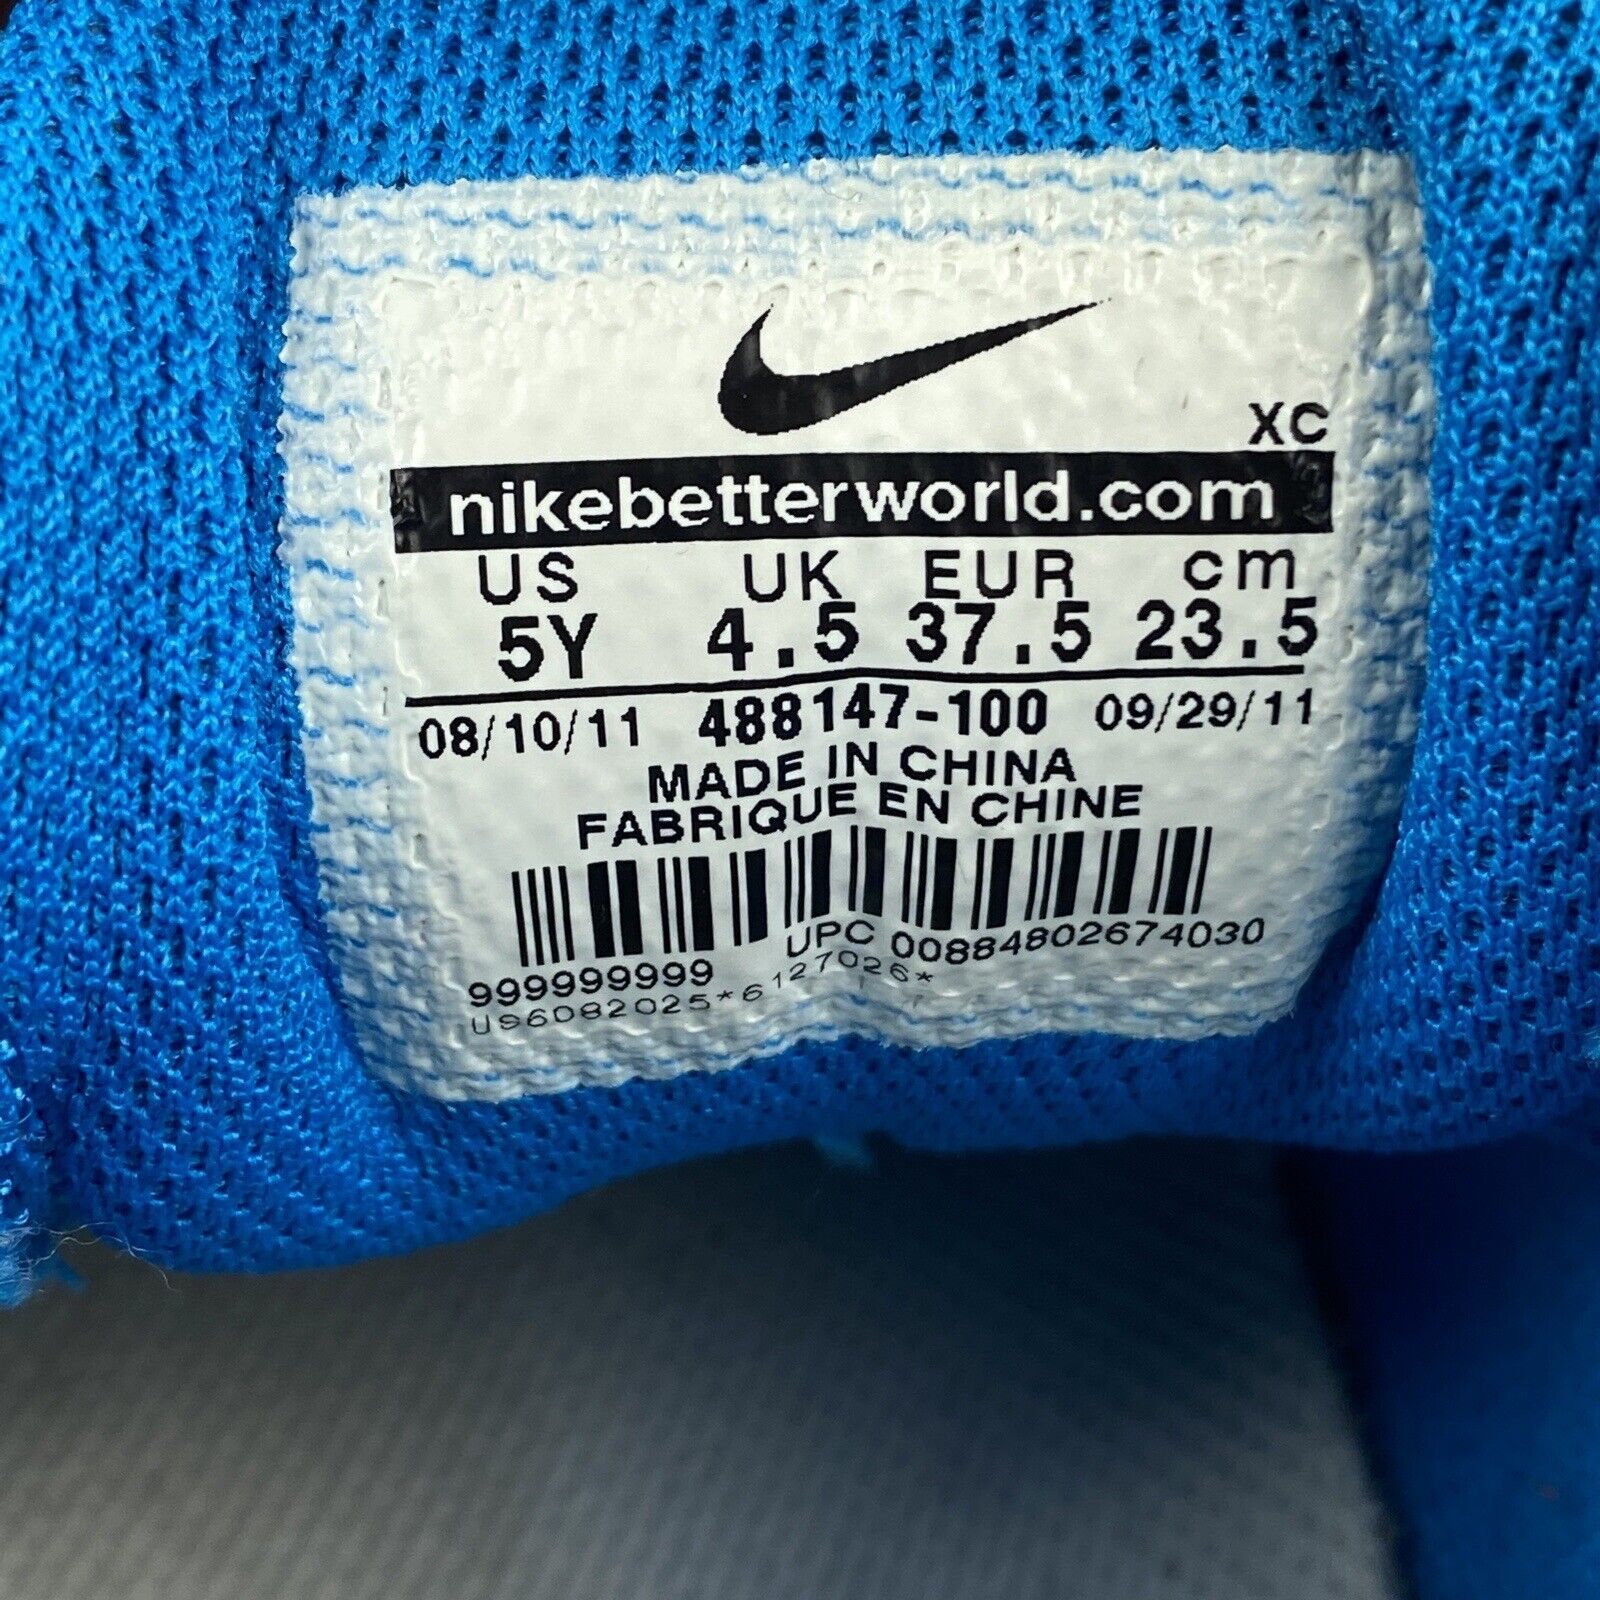 XC
nikebetterworld.com
US UK EUR cm
5Y 4.5 37.5 23.5
08/10/11 488147-100 09/29/11
MADE IN CHINA
FABRIQUE EN CHINE
999999999 UPC 00884802674030
US6082025*6127026*